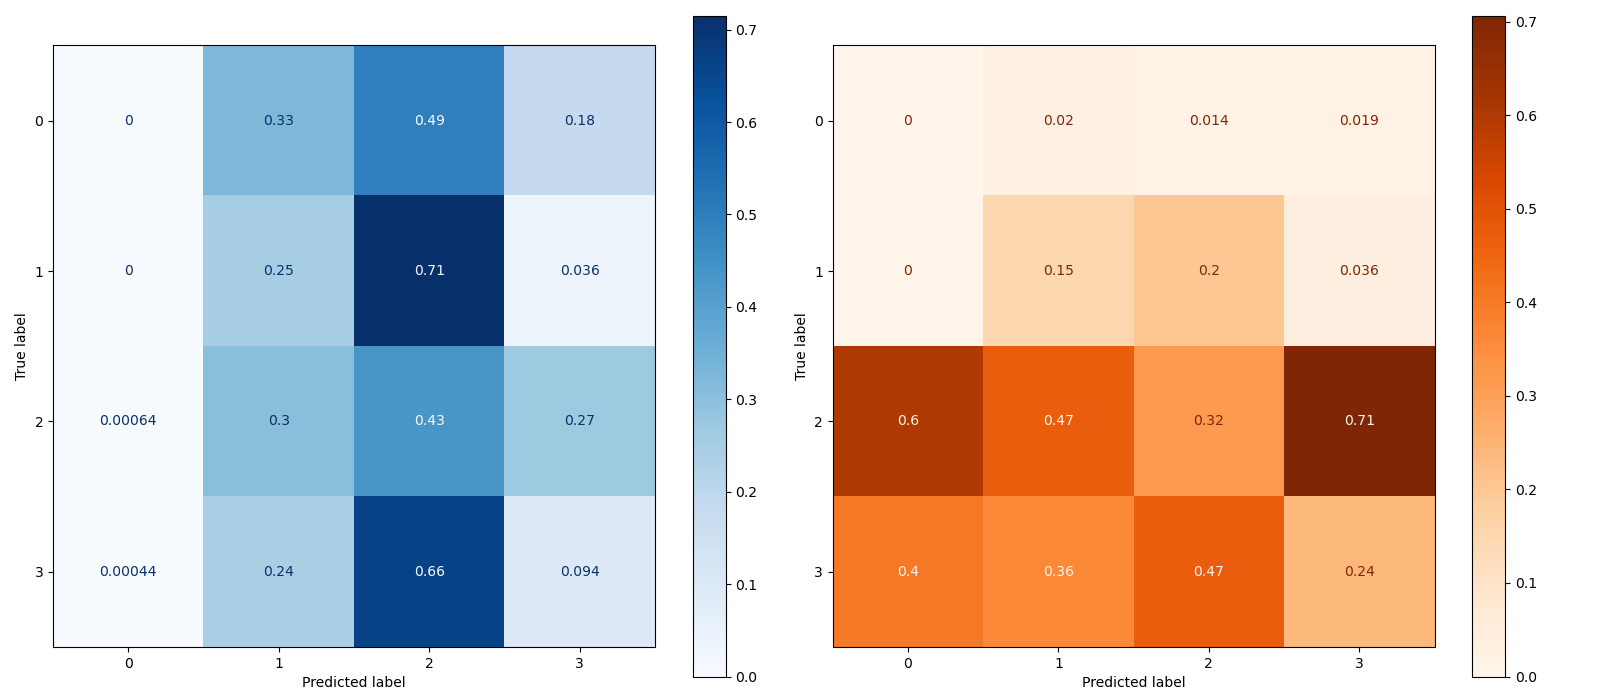 0.7
0.6
0.5
0.4
0.3
0.2
0.1
0.0
True label
0
1
2
3
0 0.33 0.49 0.18
0 0.25 0.71 0.036
0.00064 0.3 0.43 0.27
0.00044 0.24 0.66 0.094
0 1 2 3
Predicted label
0.7
0.6
0.5
0.4
0.3
0.2
0.1
0.0
True label
0
1
2
3
0 0.02 0.014 0.019
0 0.15 0.2 0.036
0.6 0.47 0.32 0.71
0.4 0.36 0.47 0.24
0 1 2 3
Predicted label